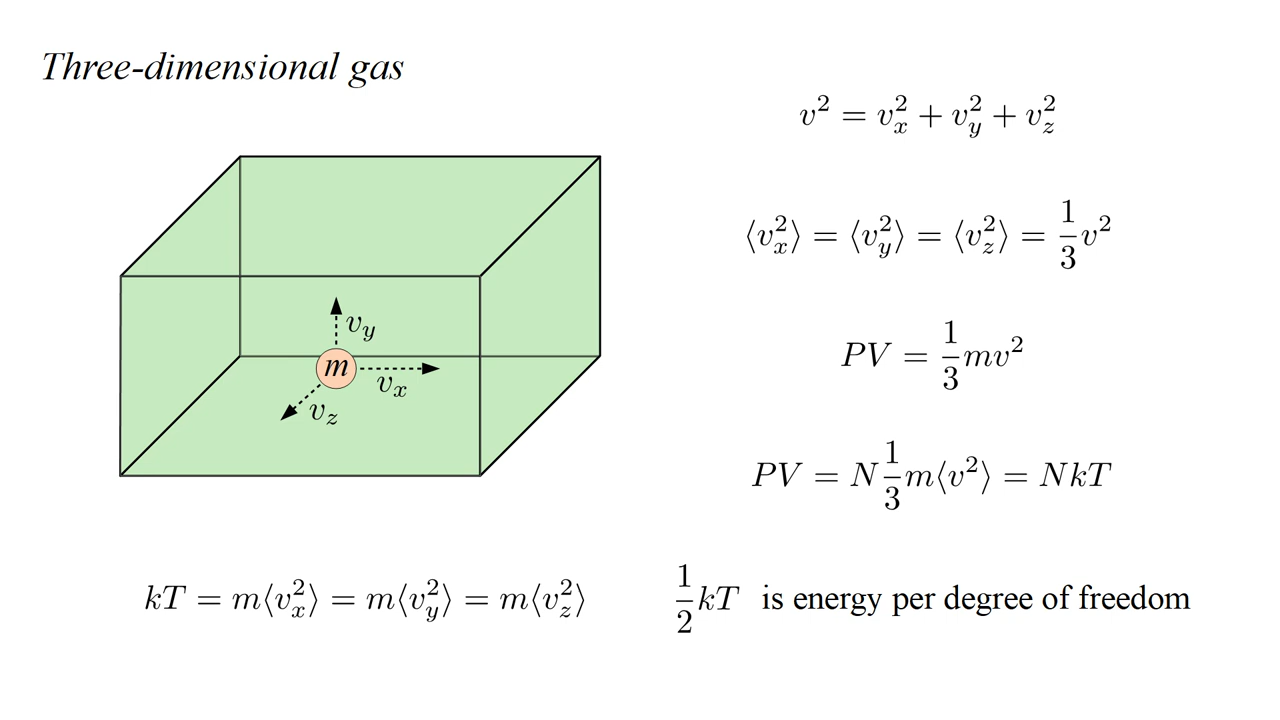 Three-dimensional gas
v² = v_x² + v_y² + v_z²
⟨v_x²⟩ = ⟨v_y²⟩ = ⟨v_z²⟩ = 1/3 v²
v_y
m
v_x
v_z
PV = 1/3 mv²
PV = N 1/3 m⟨v²⟩ = NkT
kT = m⟨v_x²⟩ = m⟨v_y²⟩ = m⟨v_z²⟩
1/2 kT is energy per degree of freedom